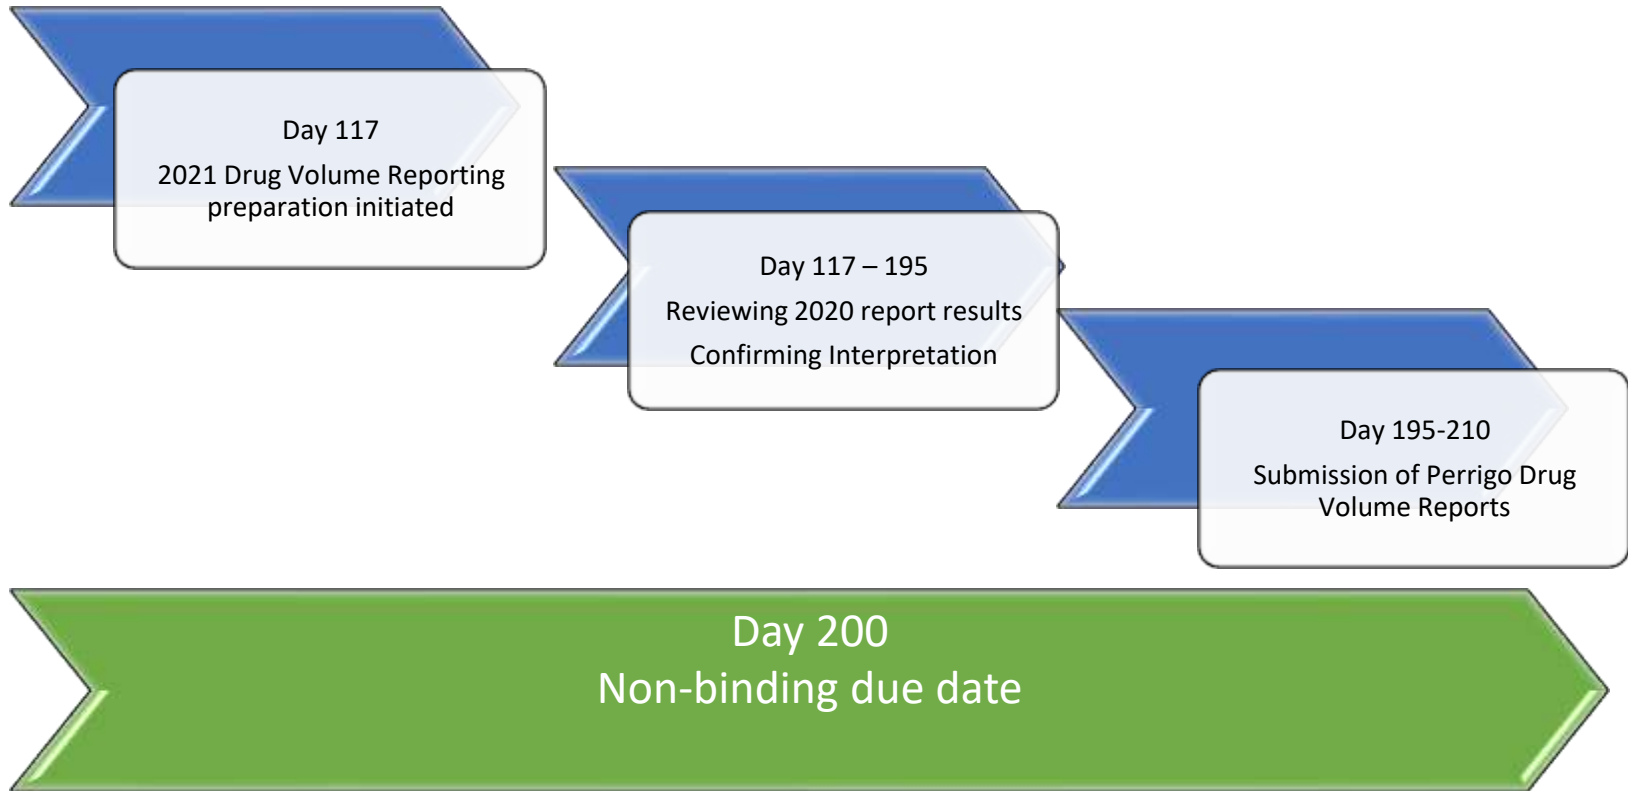 Day 117
2021 Drug Volume Reporting
preparation initiated
Day 117 – 195
Reviewing 2020 report results
Confirming Interpretation
Day 195-210
Submission of Perrigo Drug
Volume Reports
Day 200
Non-binding due date